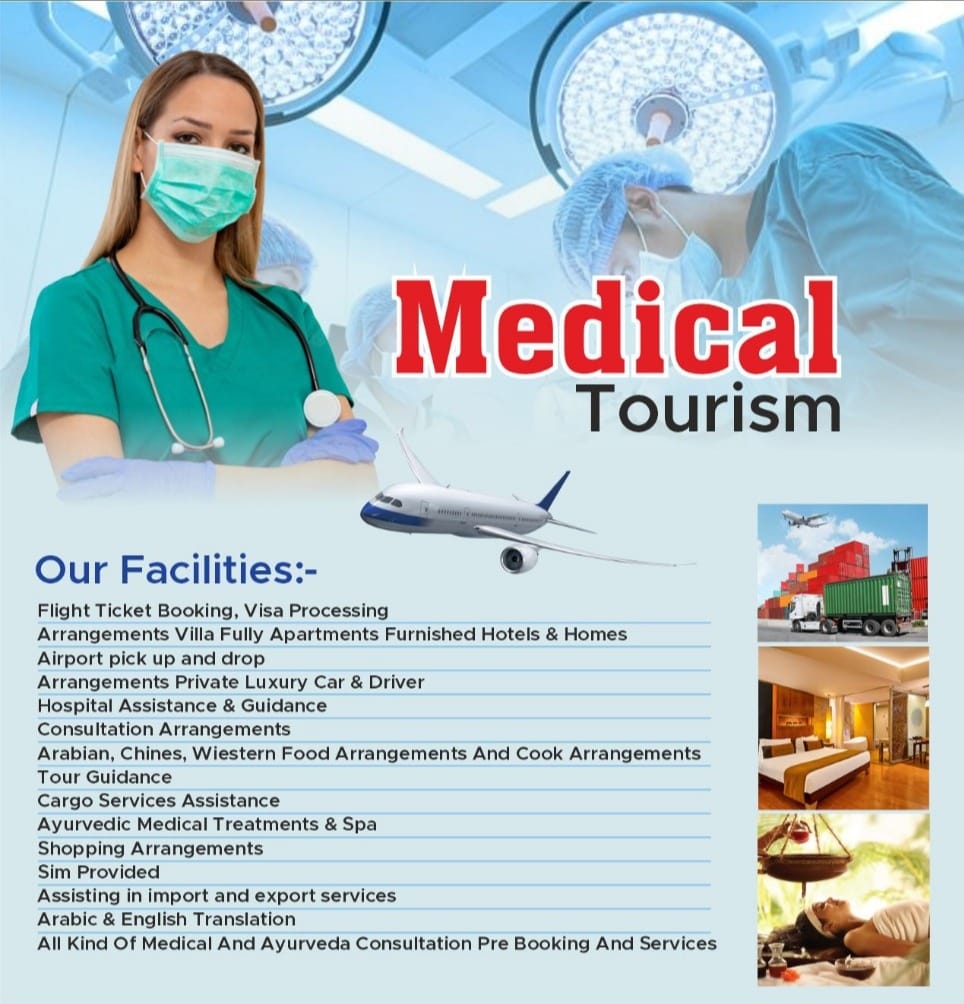 Medical
Tourism
Our Facilities:-
Flight Ticket Booking, Visa Processing
Arrangements Villa Fully Apartments Furnished Hotels & Homes
Airport pick up and drop
Arrangements Private Luxury Car & Driver
Hospital Assistance & Guidance
Consultation Arrangements
Arabian, Chines, Wiestern Food Arrangements And Cook Arrangements
Tour Guidance
Cargo Services Assistance
Ayurvedic Medical Treatments & Spa
Shopping Arrangements
Sim Provided
Assisting in import and export services
Arabic & English Translation
All Kind Of Medical And Ayurveda Consultation Pre Booking And Services